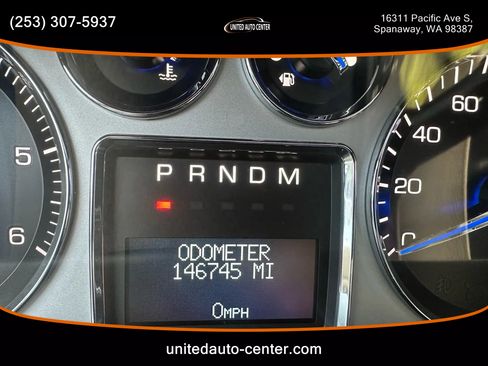 (253) 307-5937
UNITED AUTO CENTER
16311 Pacific Ave S,
Spanaway, WA 98387
5
6
P R N D M
ODOMETER
146745 MI
0MPH
60
40
20
0
unitedauto-center.com